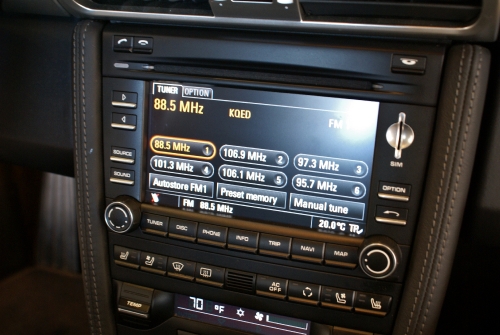 TUNER OPTION
88.5 MHz KQED
FM
88.5 MHz 1 106.9 MHz 2 97.3 MHz 3
101.3 MHz 4 106.1 MHz 5 95.7 MHz 6
Autostore FM1 Preset memory Manual tune
FM 88.5 MHz 20.0°C TP
SOURCE
SOUND
SIM
OPTION
TUNER DISC PHONE INFO TRIP NAVI MAP
AC OFF
TEMP 70 °F